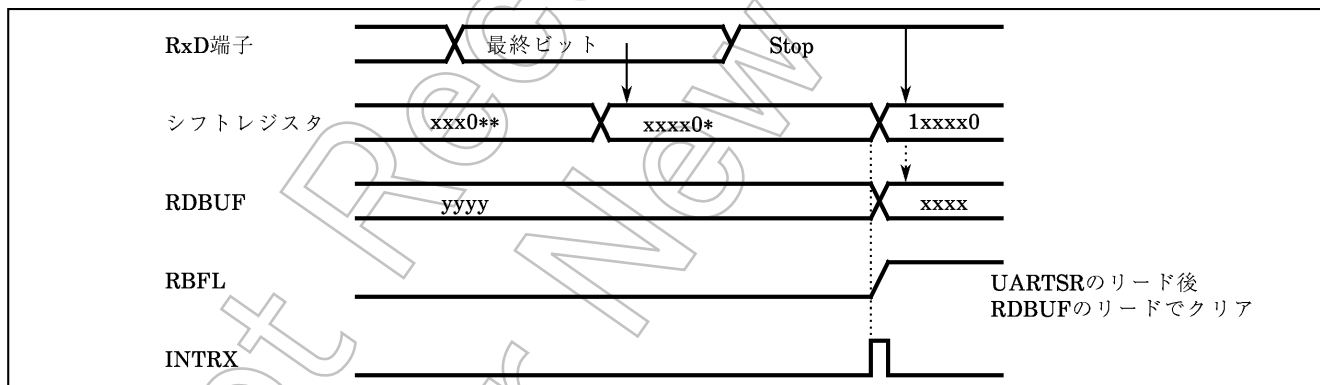 RxD端子 最終ビット Stop
シフトレジスタ xxx0** xxxx0* 1xxxx0
RDBUF yyyy xxxx
RBFL
UARTSRのリード後
RDBUFのリードでクリア
INTRX